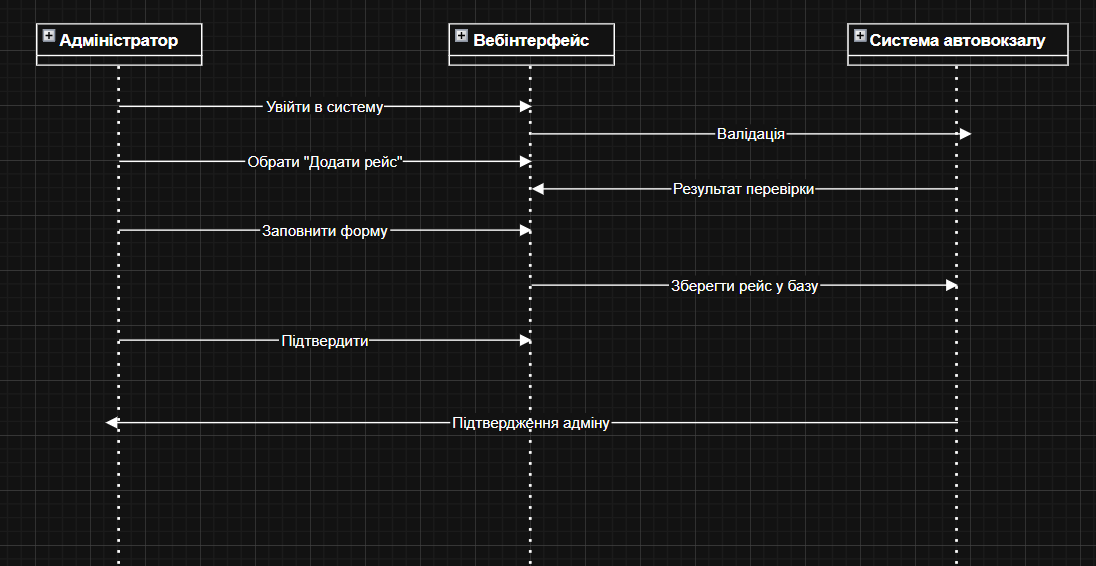 Адміністратор
Вебінтерфейс
Система автовокзалу
Увійти в систему
Валідація
Обрати "Додати рейс"
Результат перевірки
Заповнити форму
Зберегти рейс у базу
Підтвердити
Підтвердження адміну